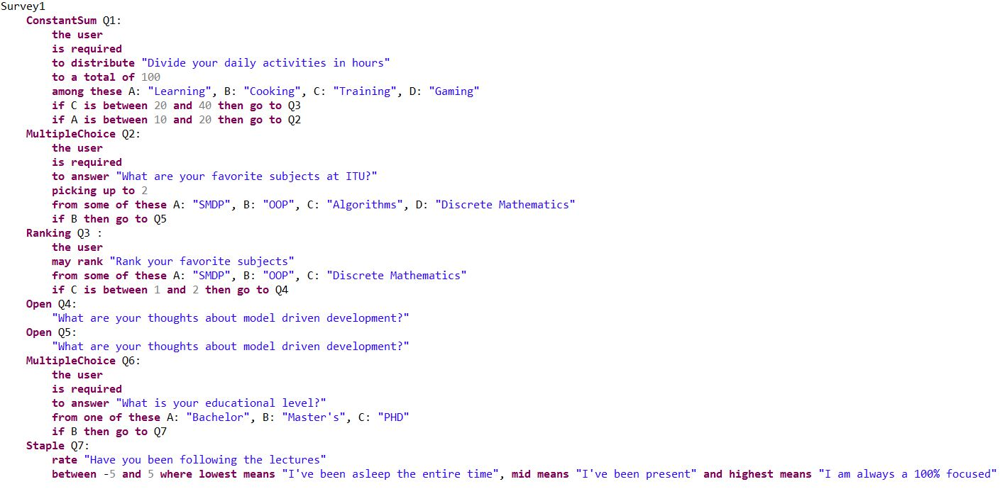 Survey1
ConstantSum Q1:
the user
is required
to distribute "Divide your daily activities in hours"
to a total of 100
among these A: "Learning", B: "Cooking", C: "Training", D: "Gaming"
if C is between 20 and 40 then go to Q3
if A is between 10 and 20 then go to Q2
MultipleChoice Q2:
the user
is required
to answer "What are your favorite subjects at ITU?"
picking up to 2
from some of these A: "SMDP", B: "OOP", C: "Algorithms", D: "Discrete Mathematics"
if B then go to Q5
Ranking Q3 :
the user
may rank "Rank your favorite subjects"
from some of these A: "SMDP", B: "OOP", C: "Discrete Mathematics"
if C is between 1 and 2 then go to Q4
Open Q4:
"What are your thoughts about model driven development?"
Open Q5:
"What are your thoughts about model driven development?"
MultipleChoice Q6:
the user
is required
to answer "What is your educational level?"
from one of these A: "Bachelor", B: "Master's", C: "PHD"
if B then go to Q7
Staple Q7:
rate "Have you been following the lectures"
between -5 and 5 where lowest means "I've been asleep the entire time", mid means "I've been present" and highest means "I am always a 100% focused"